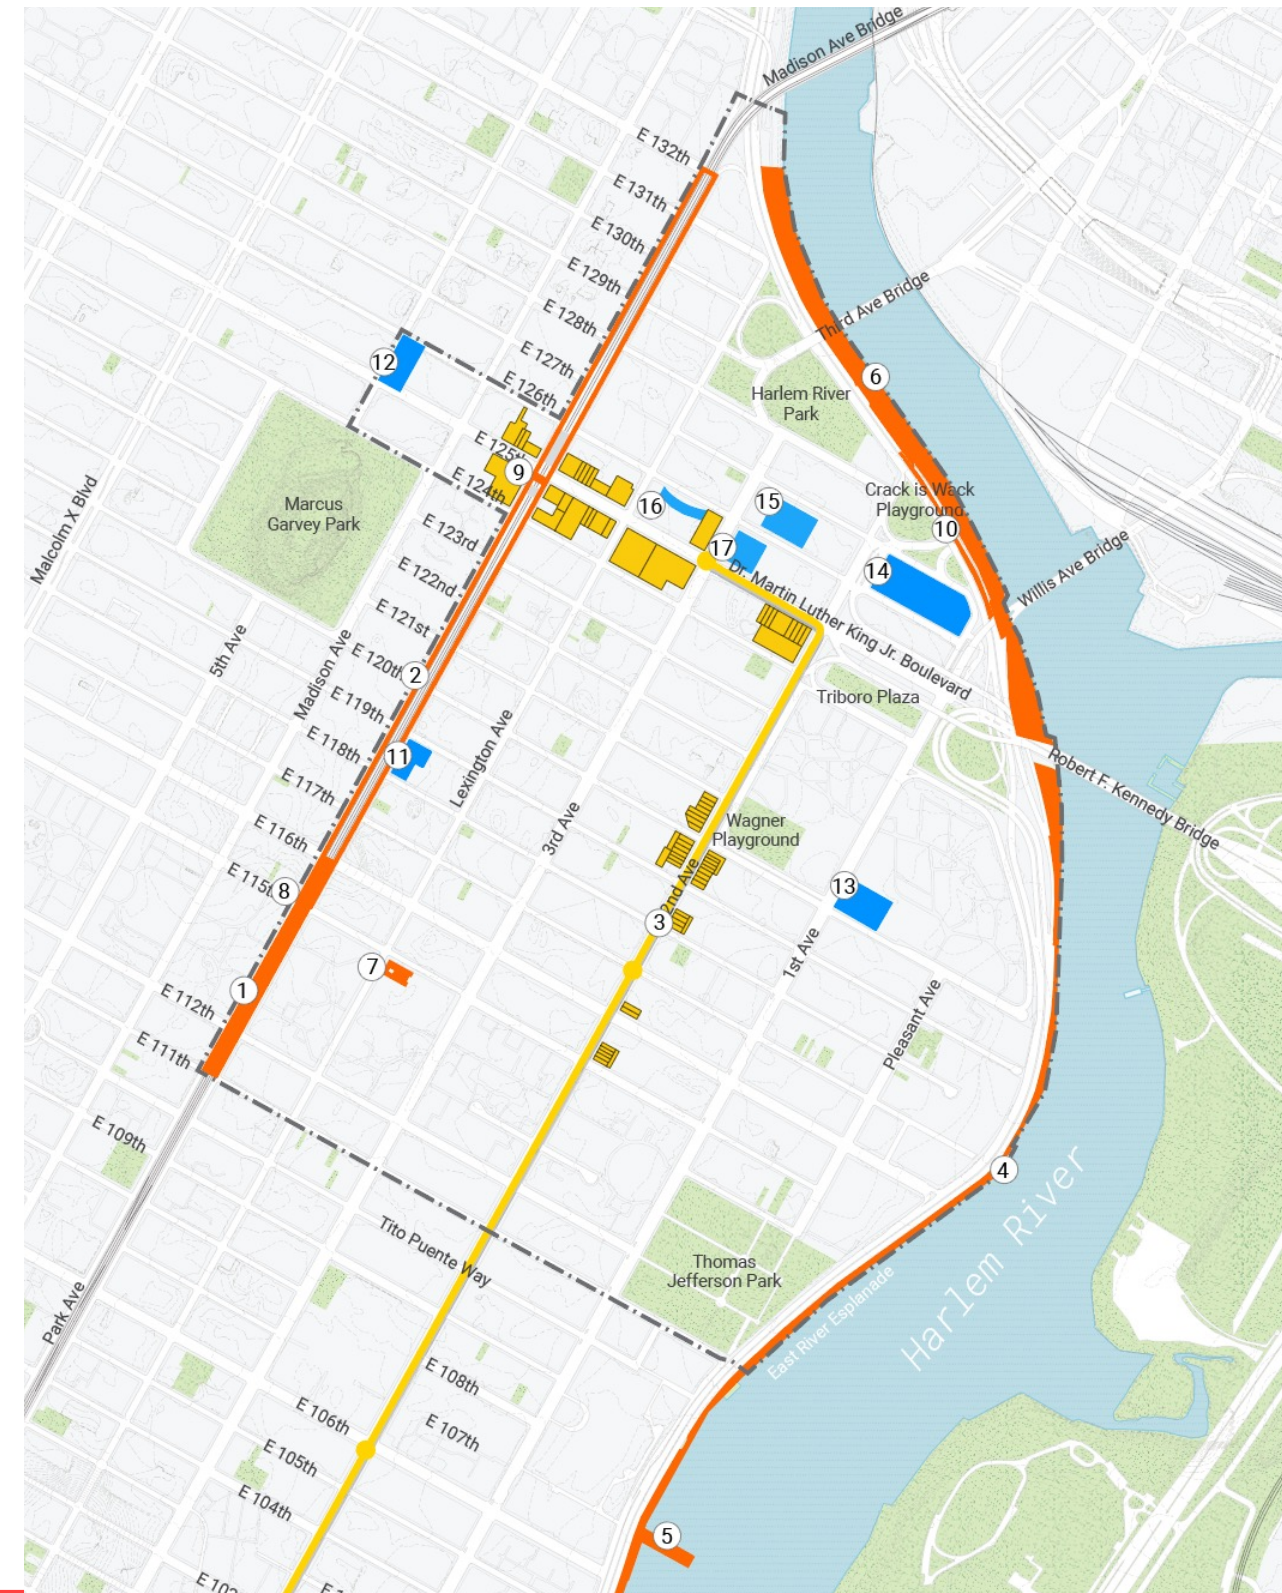 Madison Ave Bridge
E 132th
E 131th
E 130th
E 129th
E 128th
E 127th
E 126th
E 125th
E 124th
E 123rd
E 122nd
E 121st
E 120th
E 119th
E 118th
E 117th
E 116th
E 115th
E 112th
E 111th
E 109th
Third Ave Bridge
6
12
Harlem River
Park
9
Crack is Wack
Playground
10
Marcus
Garvey Park
16
15
17
14
Malcolm X Blvd
Willis Ave Bridge
Dr. Martin Luther King Jr. Boulevard
5th Ave
Madison Ave
2
Triboro Plaza
11
Lexington Ave
3rd Ave
Robert F. Kennedy Bridge
Wagner
Playground
2nd Ave
8
13
3
1st Ave
7
1
Pleasant Ave
4
Harlem River
Tito Puente Way
Thomas
Jefferson Park
East River Esplanade
Park Ave
E 108th
E 107th
E 106th
E 105th
E 104th
5